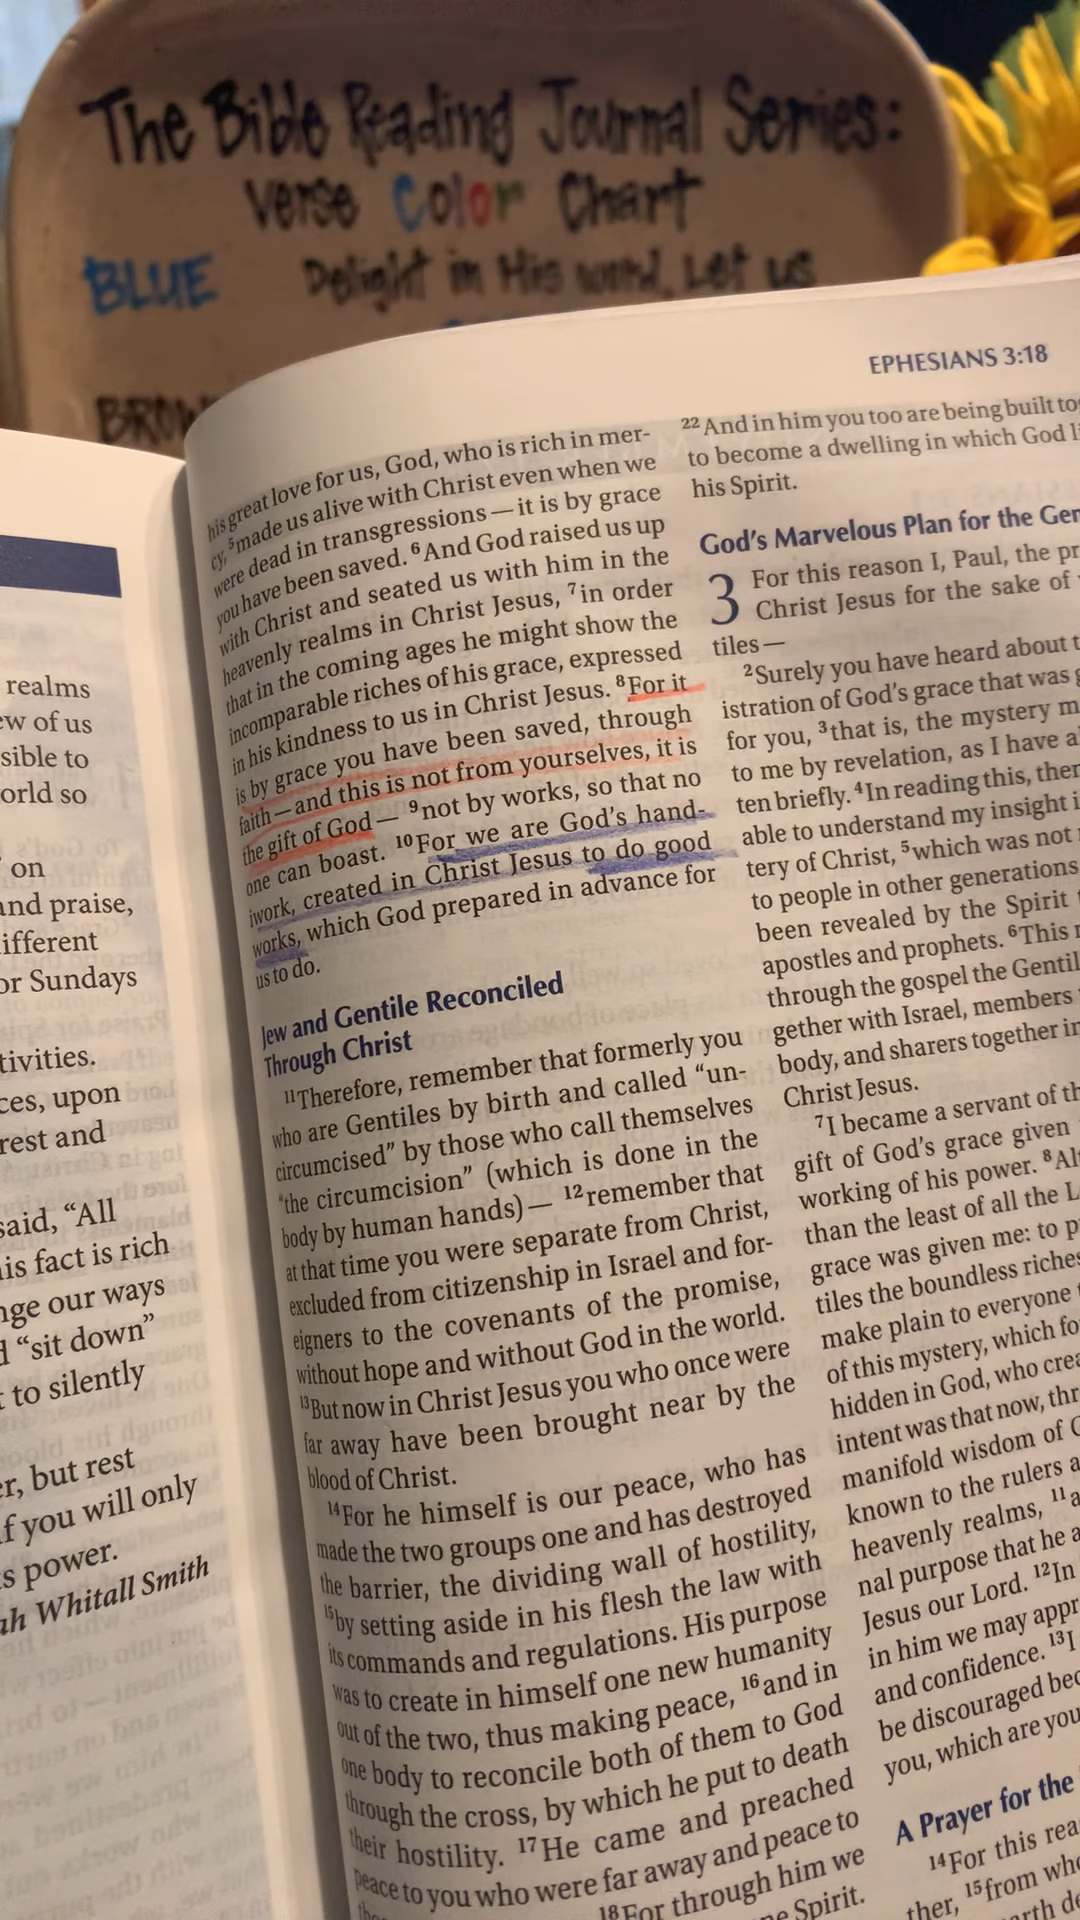 The Bible Reading Journal Series:
Verse Color Chart
BLUE Delight in His word. Let us
EPHESIANS 3:18
realms
ew of us
sible to
orld so
on
and praise,
ifferent
or Sundays
tivities.
ces, upon
rest and
said, “All
is fact is rich
nge our ways
d “sit down”
t to silently
er, but rest
f you will only
s power.
ah Whitall Smith
his great love for us, God, who is rich in mer-
cy, 5made us alive with Christ even when we
were dead in transgressions—it is by grace
you have been saved. 6And God raised us up
with Christ and seated us with him in the
heavenly realms in Christ Jesus, 7in order
that in the coming ages he might show the
incomparable riches of his grace, expressed
in his kindness to us in Christ Jesus. 8For it
is by grace you have been saved, through
faith—and this is not from yourselves, it is
the gift of God— 9not by works, so that no
one can boast. 10For we are God’s hand-
iwork, created in Christ Jesus to do good
works, which God prepared in advance for
us to do.
Jew and Gentile Reconciled
Through Christ
11Therefore, remember that formerly you
who are Gentiles by birth and called “un-
circumcised” by those who call themselves
“the circumcision” (which is done in the
body by human hands)— 12remember that
at that time you were separate from Christ,
excluded from citizenship in Israel and for-
eigners to the covenants of the promise,
without hope and without God in the world.
13But now in Christ Jesus you who once were
far away have been brought near by the
blood of Christ.
14For he himself is our peace, who has
made the two groups one and has destroyed
the barrier, the dividing wall of hostility,
15by setting aside in his flesh the law with
its commands and regulations. His purpose
was to create in himself one new humanity
out of the two, thus making peace, 16and in
one body to reconcile both of them to God
through the cross, by which he put to death
their hostility. 17He came and preached
peace to you who were far away and peace to
18For through him we
Spirit.
22And in him you too are being built to
to become a dwelling in which God li
his Spirit.
God’s Marvelous Plan for the Gen
3 For this reason I, Paul, the pr
Christ Jesus for the sake of
tiles—
2Surely you have heard about t
istration of God’s grace that was g
for you, 3that is, the mystery m
to me by revelation, as I have a
ten briefly. 4In reading this, then
able to understand my insight i
tery of Christ, 5which was not
to people in other generations
been revealed by the Spirit
apostles and prophets. 6This
through the gospel the Gentil
gether with Israel, members
body, and sharers together in
Christ Jesus.
7I became a servant of th
gift of God’s grace given
working of his power. 8Al
than the least of all the L
grace was given me: to p
tiles the boundless riches
make plain to everyone
of this mystery, which fo
hidden in God, who crea
intent was that now, thr
manifold wisdom of
known to the rulers a
heavenly realms, 11a
nal purpose that he a
Jesus our Lord. 12In
in him we may appr
and confidence. 13I
be discouraged bec
you, which are you
A Prayer for the
14For this rea
ther, 15from who
arth de